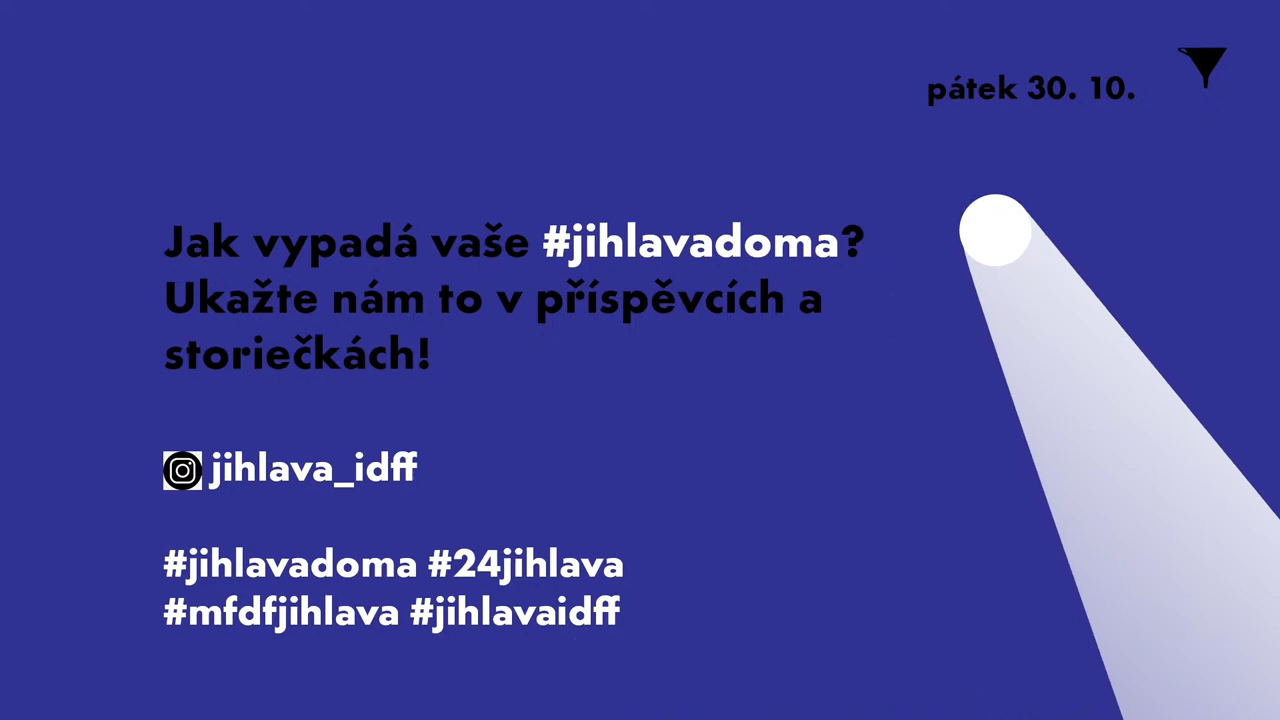 pátek 30. 10.
Jak vypadá vaše #jihlavadoma?
Ukažte nám to v příspěvcích a
storiečkách!
jihlava_idff
#jihlavadoma #24jihlava
#mfdfjihlava #jihlavaidff